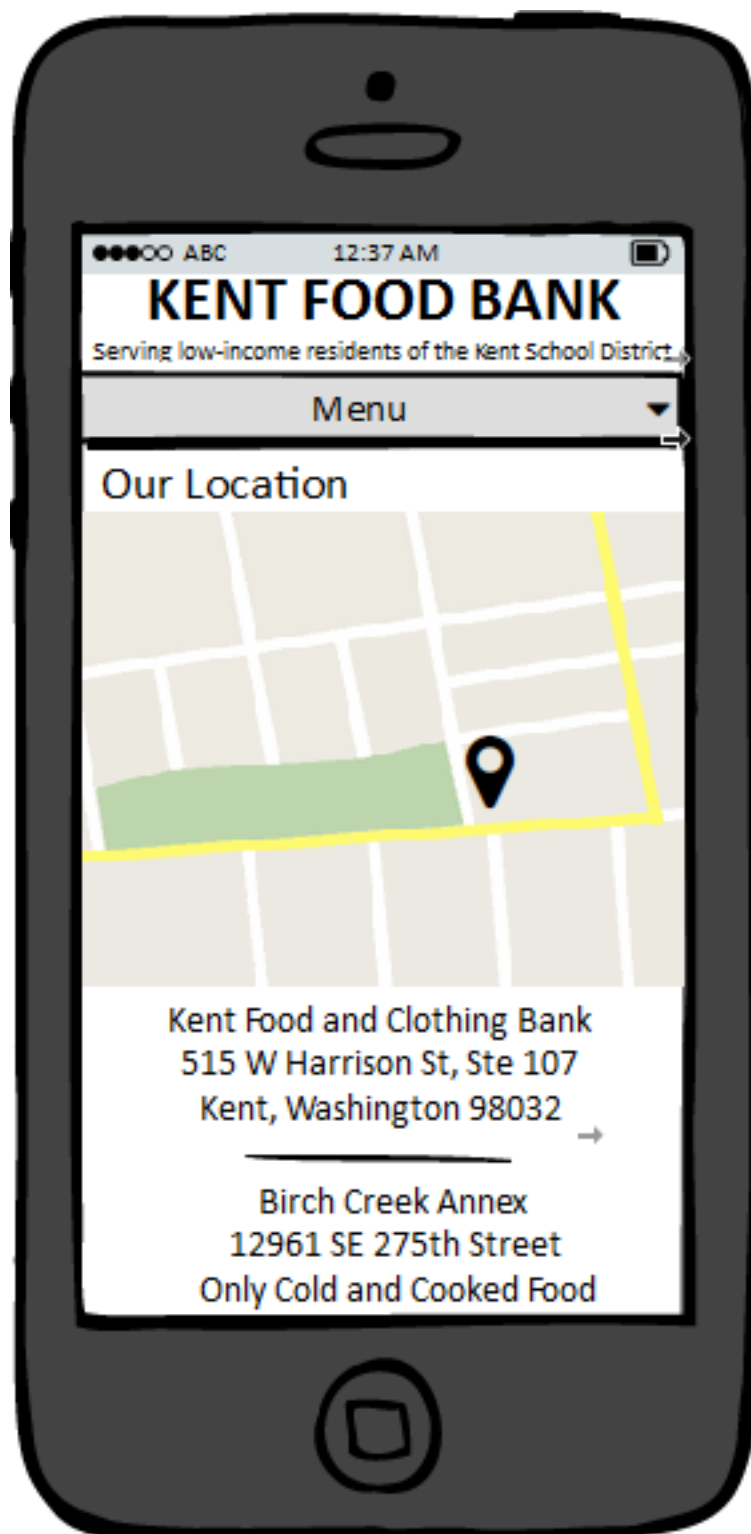 ABC 12:37 AM
KENT FOOD BANK
Serving low-income residents of the Kent School District
Menu
Our Location
Kent Food and Clothing Bank
515 W Harrison St, Ste 107
Kent, Washington 98032
Birch Creek Annex
12961 SE 275th Street
Only Cold and Cooked Food